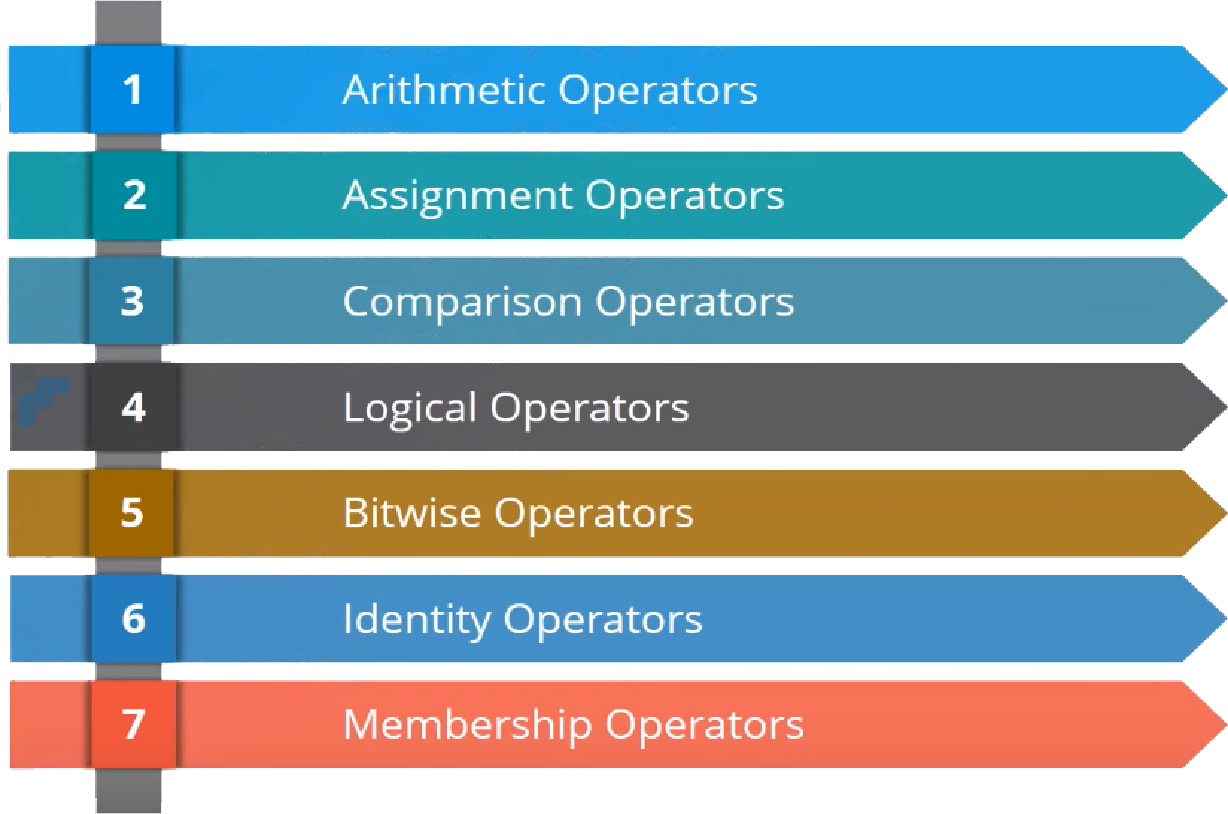 1 Arithmetic Operators
2 Assignment Operators
3 Comparison Operators
4 Logical Operators
5 Bitwise Operators
6 Identity Operators
7 Membership Operators